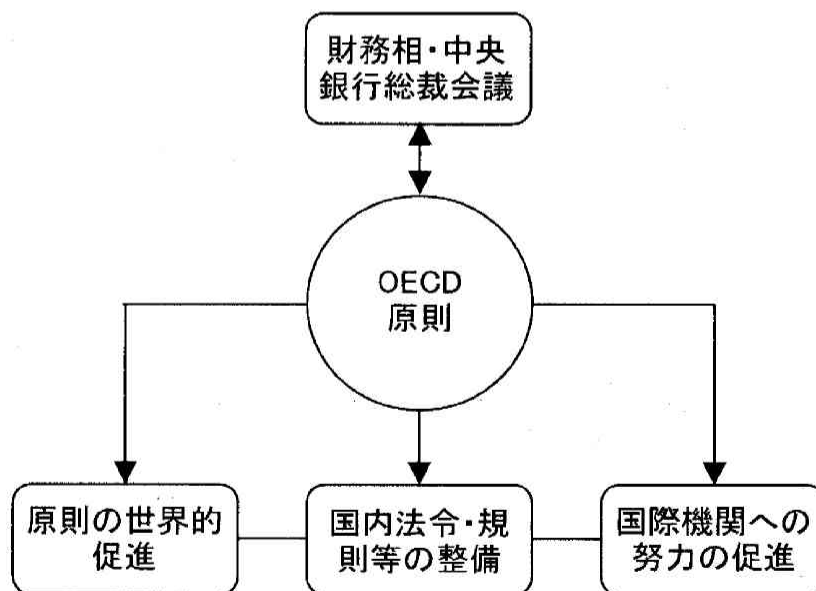 財務相・中央
銀行総裁会議
OECD
原則
原則の世界的
促進
国内法令・規
則等の整備
国際機関への
努力の促進